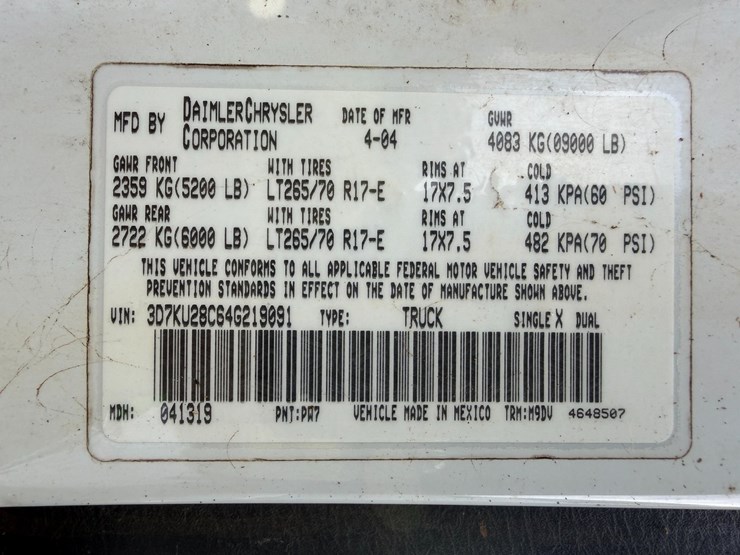 MFD BY DAIMLERCHRYSLER CORPORATION DATE OF MFR 4-04 GVWR 4083 KG(09000 LB)
GAWR FRONT WITH TIRES RIMS AT COLD
2359 KG(5200 LB) LT265/70 R17-E 17X7.5 413 KPA(60 PSI)
GAWR REAR WITH TIRES RIMS AT COLD
2722 KG(6000 LB) LT265/70 R17-E 17X7.5 482 KPA(70 PSI)
THIS VEHICLE CONFORMS TO ALL APPLICABLE FEDERAL MOTOR VEHICLE SAFETY AND THEFT
PREVENTION STANDARDS IN EFFECT ON THE DATE OF MANUFACTURE SHOWN ABOVE.
VIN: 3D7KU28C64G219091 TYPE: TRUCK SINGLE X DUAL
MDH: 041319 PNT:PW7 VEHICLE MADE IN MEXICO TRM:M9DV 4648507